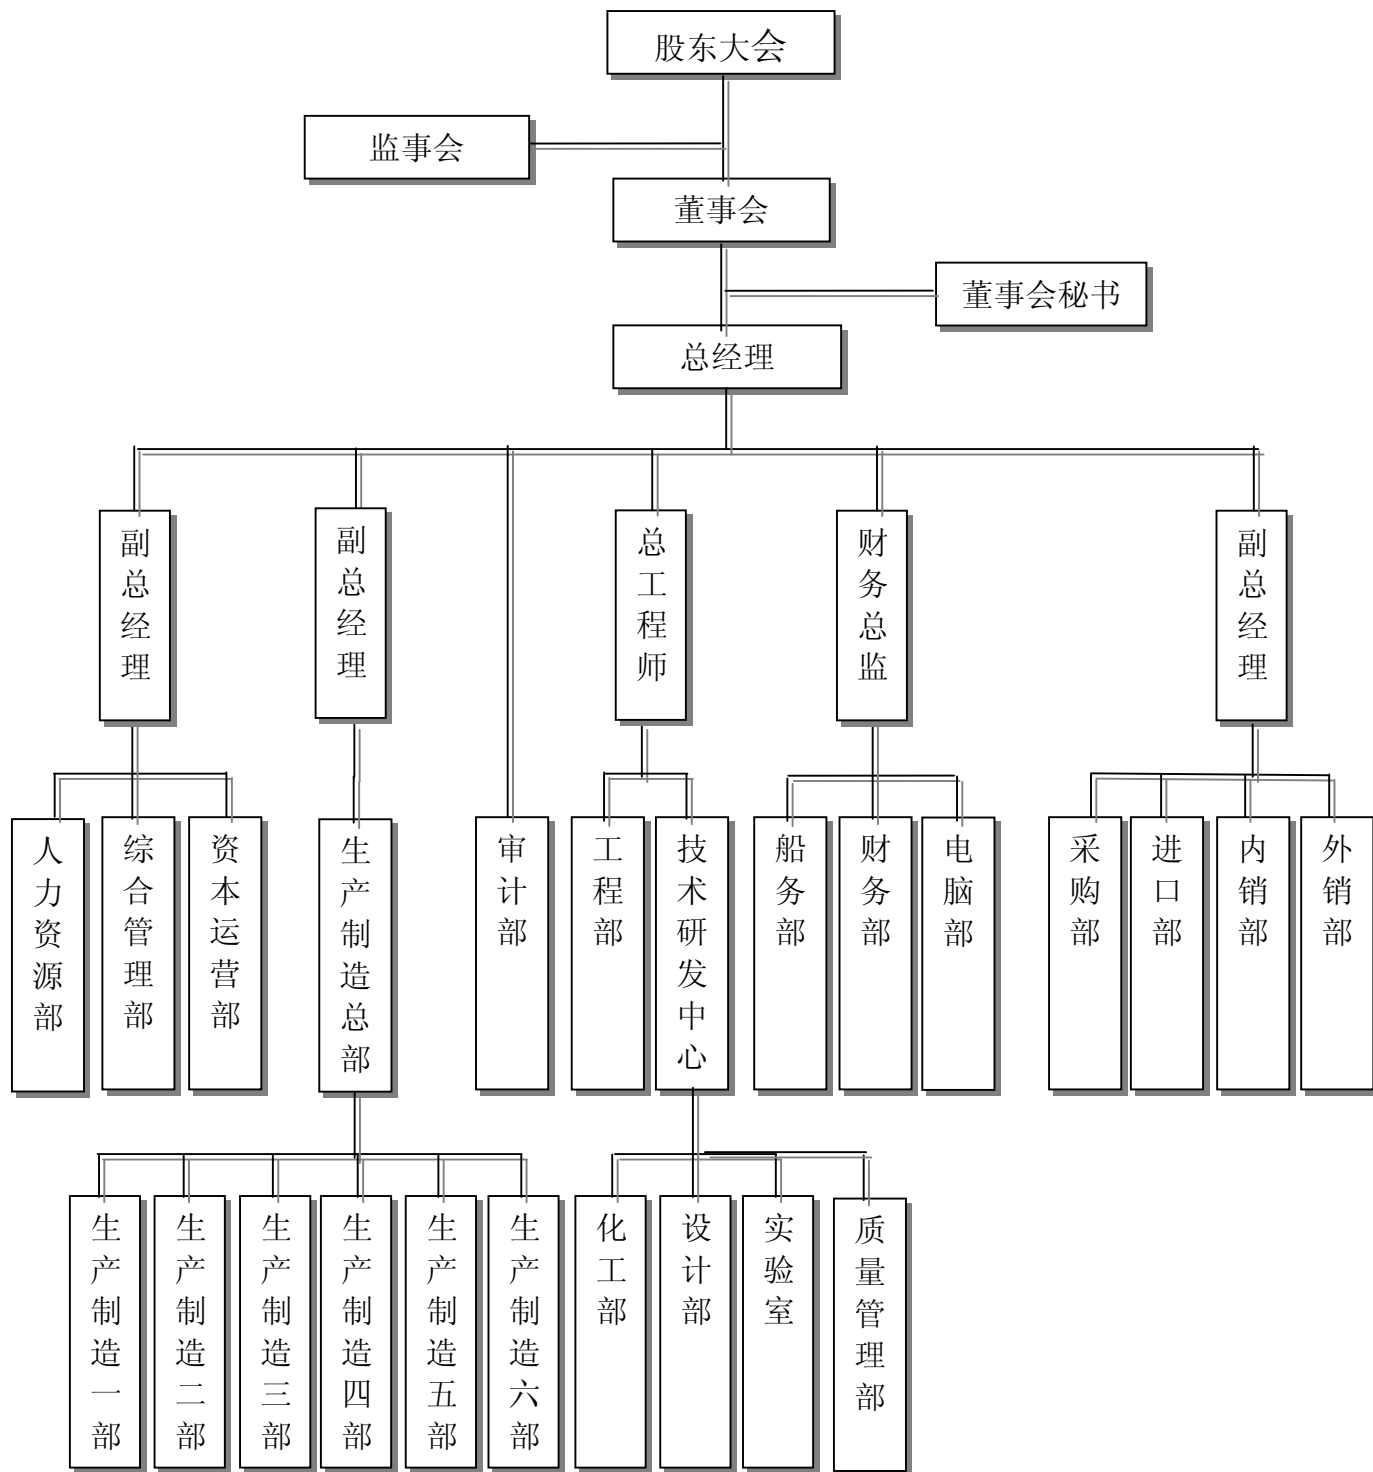 股东大会
监事会
董事会
董事会秘书
总经理
副总经理
副总经理
总工程师
财务总监
副总经理
人力资源部
综合管理部
资本运营部
生产制造总部
审计部
工程部
技术研发中心
船务部
财务部
电脑部
采购部
进口部
内销部
外销部
生产制造一部
生产制造二部
生产制造三部
生产制造四部
生产制造五部
生产制造六部
化工部
设计部
实验室
质量管理部